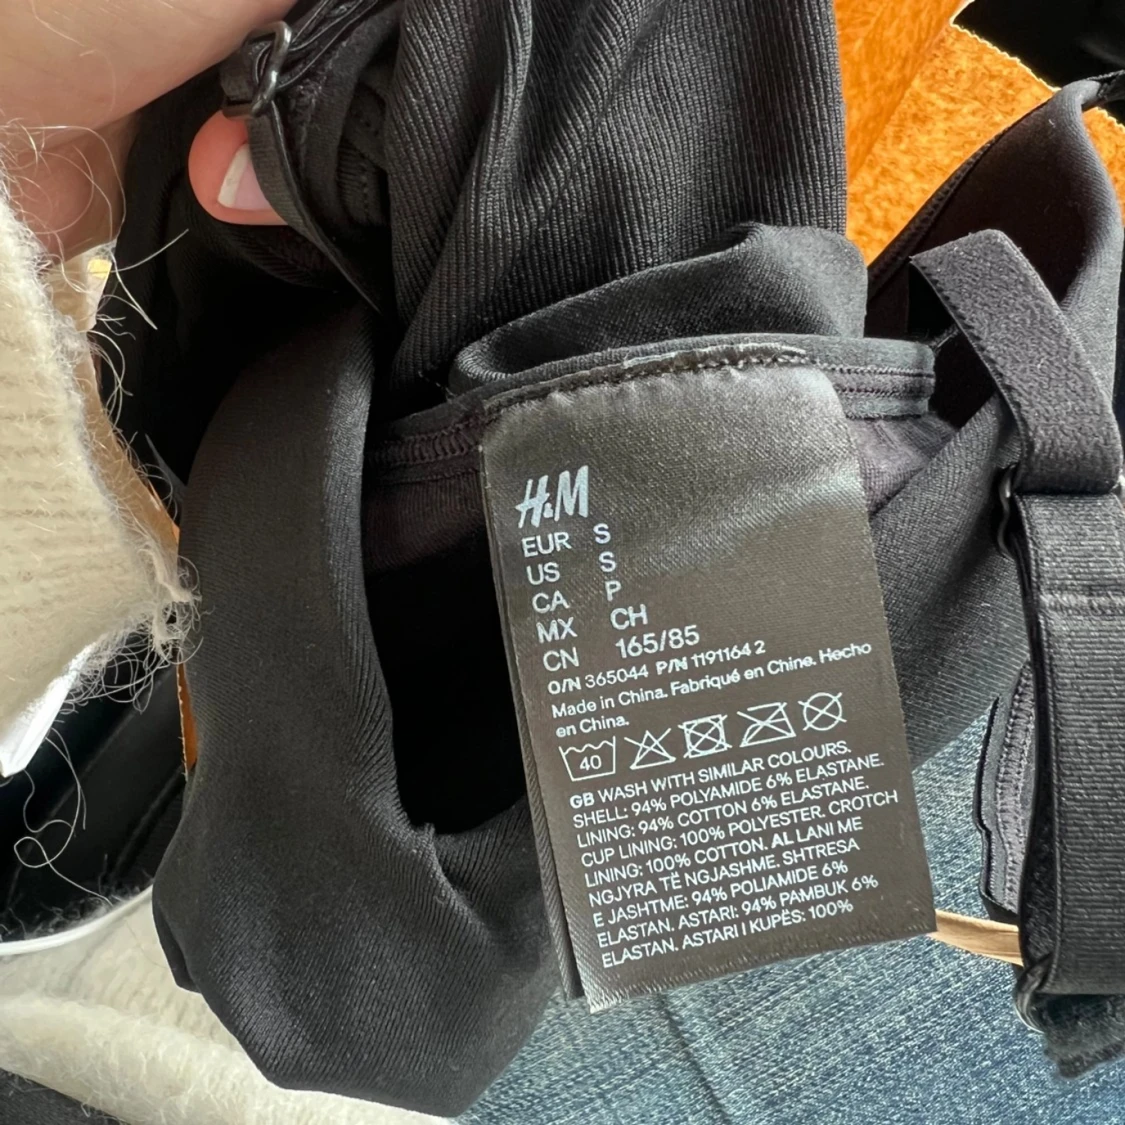 H&M
EUR S
US S
CA P
MX CH
CN 165/85
O/N 365044 P/N 1191164 2
Made in China. Fabriqué en Chine. Hecho
en China.
40
GB WASH WITH SIMILAR COLOURS.
SHELL: 94% POLYAMIDE 6% ELASTANE.
LINING: 94% COTTON 6% ELASTANE.
CUP LINING: 100% POLYESTER. CROTCH
LINING: 100% COTTON. AL LANI ME
NGJYRA TË NGJASHME. SHTRESA
E JASHTME: 94% POLIAMIDE 6%
ELASTAN. ASTARI: 94% PAMBUK 6%
ELASTAN. ASTARI I KUPËS: 100%